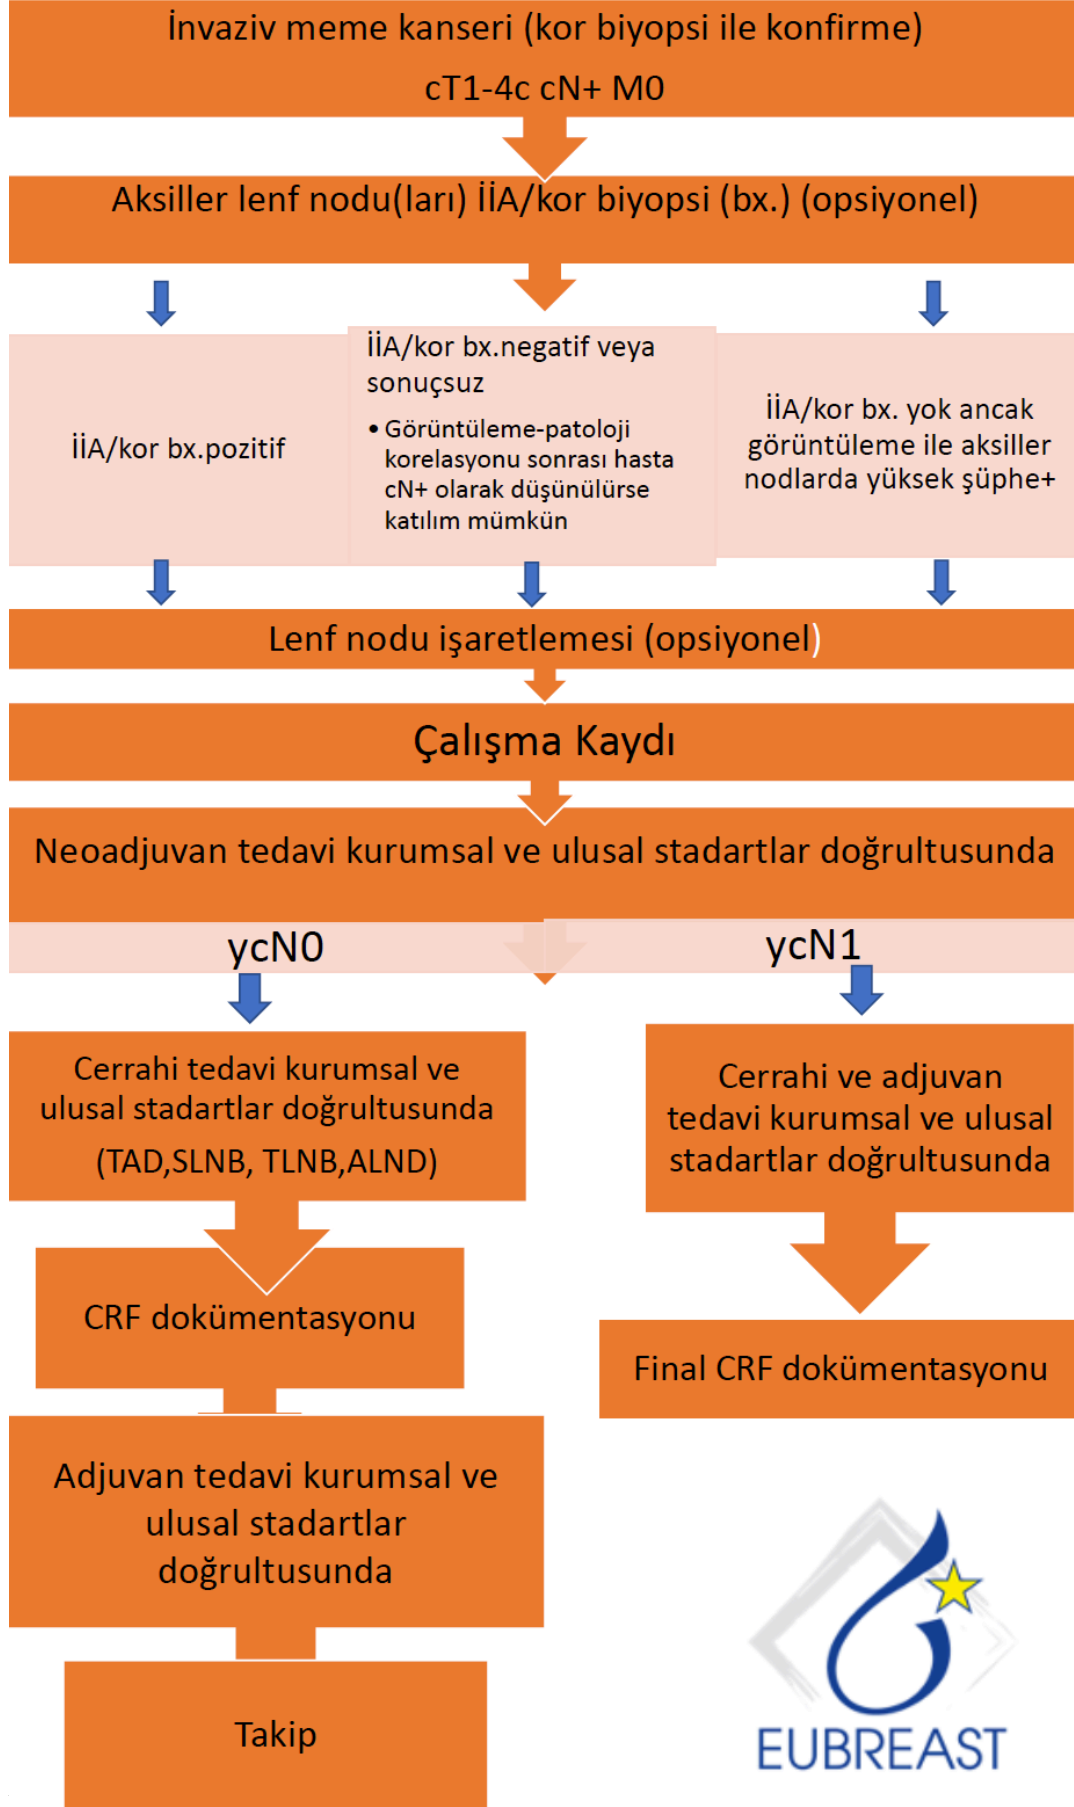 İnvaziv meme kanseri (kor biyopsi ile konfirme)
cT1-4c cN+ M0
Aksiller lenf nodu(ları) İİA/kor biyopsi (bx.) (opsiyonel)
İİA/kor bx.pozitif
İİA/kor bx.negatif veya
sonuçsuz
• Görüntüleme-patoloji
korelasyonu sonrası hasta
cN+ olarak düşünülürse
katılım mümkün
İİA/kor bx. yok ancak
görüntüleme ile aksiller
nodlarda yüksek şüphe+
Lenf nodu işaretlemesi (opsiyonel)
Çalışma Kaydı
Neoadjuvan tedavi kurumsal ve ulusal stadartlar doğrultusunda
ycN0
ycN1
Cerrahi tedavi kurumsal ve
ulusal stadartlar doğrultusunda
(TAD,SLNB, TLNB,ALND)
Cerrahi ve adjuvan
tedavi kurumsal ve ulusal
stadartlar doğrultusunda
CRF dokümentasyonu
Final CRF dokümentasyonu
Adjuvan tedavi kurumsal ve
ulusal stadartlar
doğrultusunda
Takip
EUBREAST